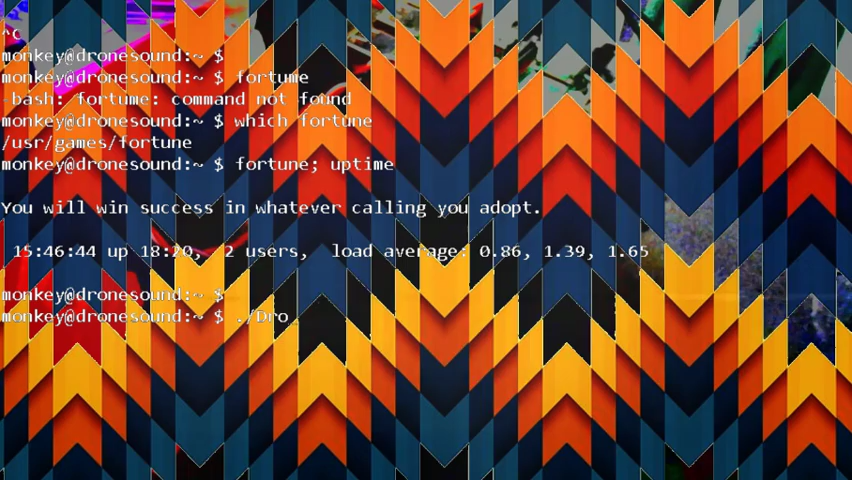 ^C
monkey@dronesound:~ $
monkey@dronesound:~ $ fortume
-bash: fortume: command not found
monkey@dronesound:~ $ which fortune
/usr/games/fortune
monkey@dronesound:~ $ fortune; uptime
You will win success in whatever calling you adopt.
15:46:44 up 18:20, 2 users, load average: 0.86, 1.39, 1.65
monkey@dronesound:~ $
monkey@dronesound:~ $ ./Dro